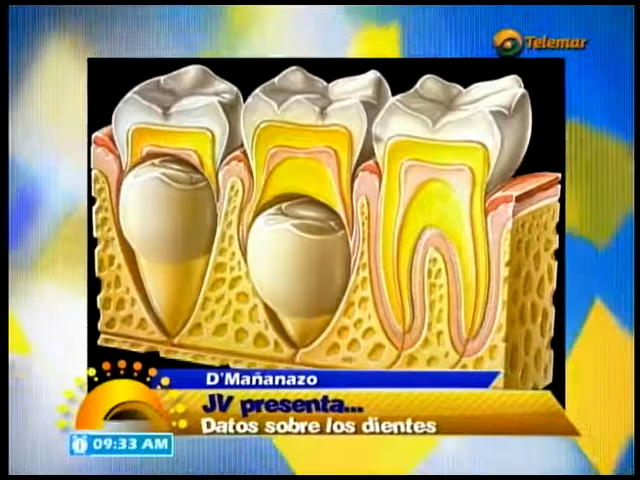 Telemar
D'Mañanazo
JV presenta...
Datos sobre los dientes
09:33 AM